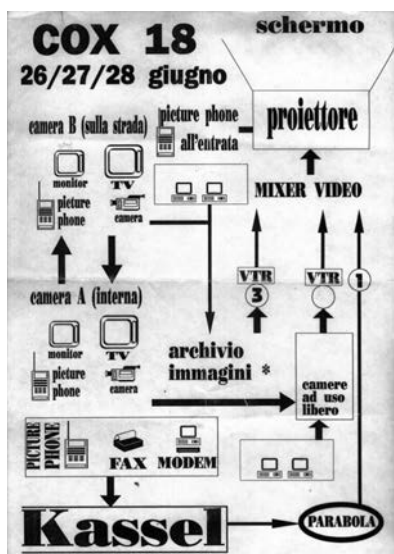 COX 18
26/27/28 giugno
schermo
camera B (sulla strada)
picture phone
all'entrata
proiettore
monitor
TV
picture
phone
camera
MIXER VIDEO
VTR
3
VTR
1
camera A (interna)
monitor
TV
picture
phone
camera
archivio
immagini *
camere
ad uso
libero
PICTURE
PHONE
FAX
MODEM
Kassel
PARABOLA